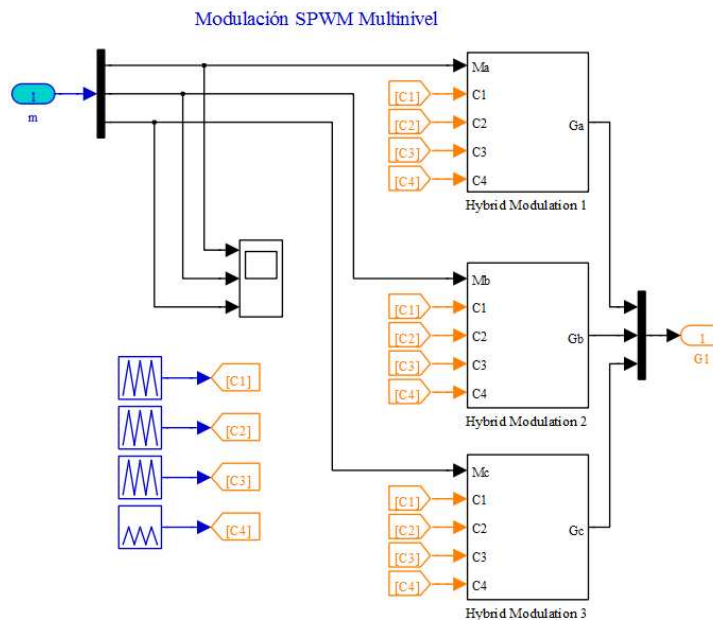 Modulación SPWM Multinivel
1
m
Ma
[C1]
C1
[C2]
C2
Ga
[C3]
C3
[C4]
C4
Hybrid Modulation 1
Mb
[C1]
C1
[C2]
C2
Gb
[C3]
C3
[C4]
C4
Hybrid Modulation 2
1
G1
[C1]
[C2]
[C3]
[C4]
Mc
[C1]
C1
[C2]
C2
Gc
[C3]
C3
[C4]
C4
Hybrid Modulation 3